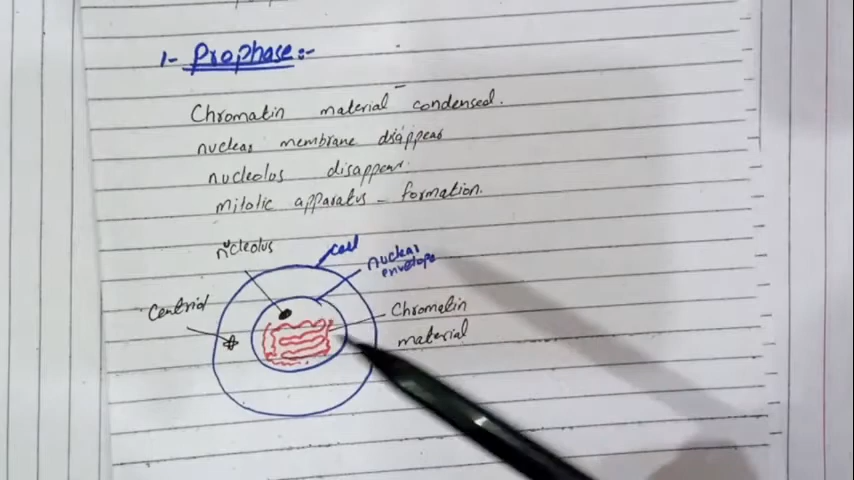 1- Prophase:-
Chromatin material condensed.
nuclear membrane disappear
nucleolus disappear.
mitotic apparatus - formation.
nucleolus
cell
nuclear
envelope
Centriol
Chromatin
material